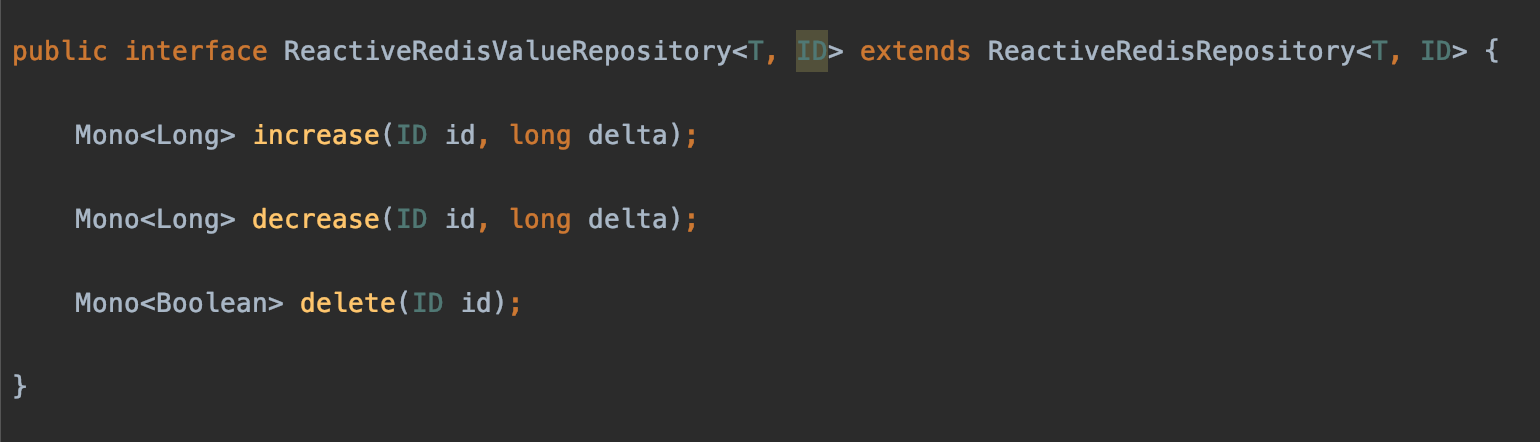 public interface ReactiveRedisValueRepository<T, ID> extends ReactiveRedisRepository<T, ID> {
Mono<Long> increase(ID id, long delta);
Mono<Long> decrease(ID id, long delta);
Mono<Boolean> delete(ID id);
}